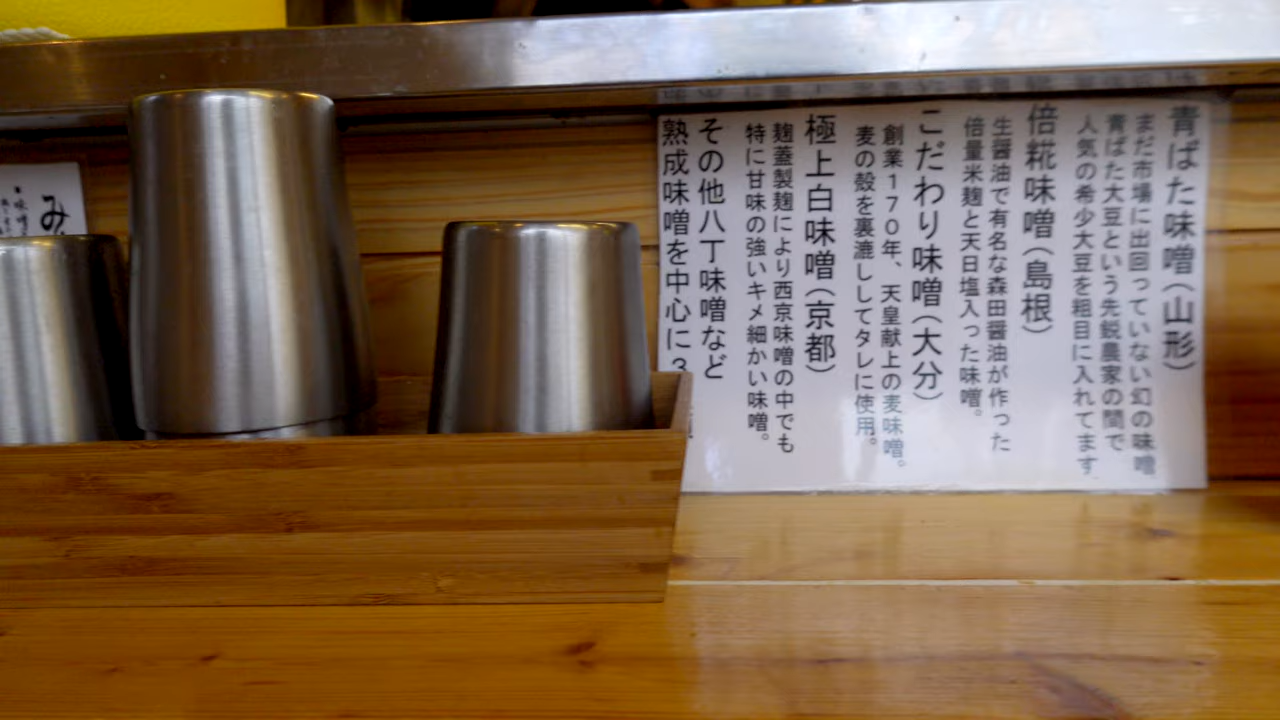 青ばた味噌（山形）
まだ市場に出回っていない幻の味噌
青ばた大豆という先鋭農家の間で
人気の希少大豆を粗目に入れてます
倍糀味噌（島根）
生醤油で有名な森田醤油が作った
倍量米麹と天日塩入った味噌。
こだわり味噌（大分）
創業１７０年、天皇献上の麦味噌。
麦の殻を裏漉ししてタレに使用。
極上白味噌（京都）
麹蓋製麹により西京味噌の中でも
特に甘味の強いキメ細かい味噌。
その他八丁味噌など
熟成味噌を中心に３
み
・味噌